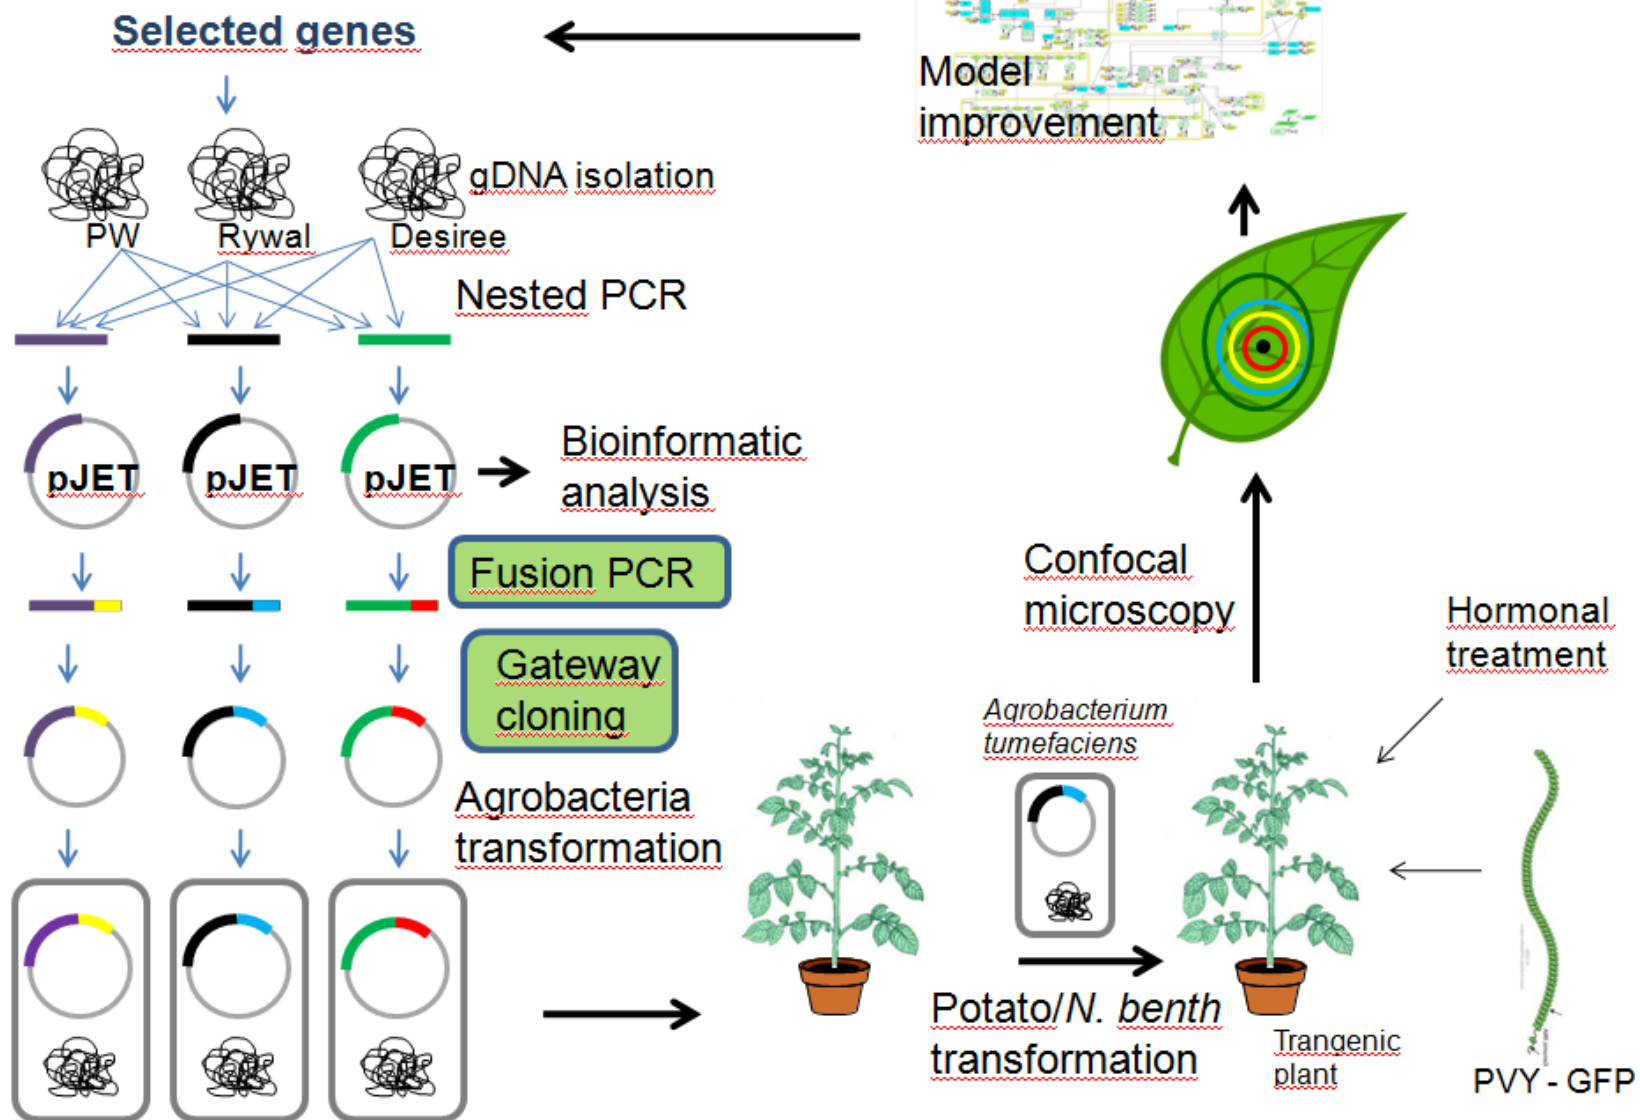 Selected genes
Model
improvement
gDNA isolation
PW
Rywal
Desiree
Nested PCR
pJET
pJET
pJET
Bioinformatic
analysis
Fusion PCR
Gateway
cloning
Agrobacteria
transformation
Confocal
microscopy
Hormonal
treatment
Agrobacterium
tumefaciens
Potato/N. benth
transformation
Trangenic
plant
PVY - GFP